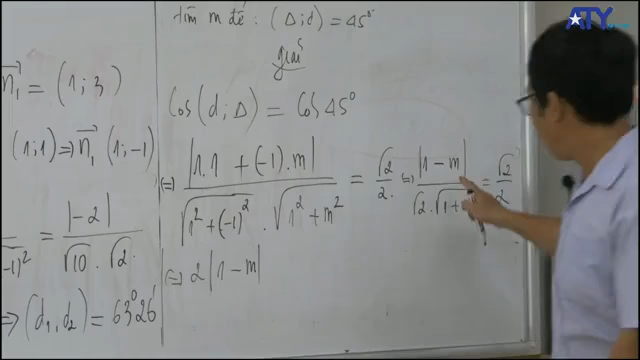 ATY
tìm m để : (Δ;d) = 45°
giải
n₁ = (1;3)
(1;1) ⇒ n₁ (1;-1)
|-2|
√10 . √2
⇒ (d₁,d₂) = 63°26'
Cos(d;Δ) = Cos 45°
⇔ |1.1 + (-1).m| / √(1² + (-1)²) . √(1² + m²) = √2/2 ⇔ |1 - m| / √2 . √1+ = √2/2
⇔ 2|1 - m|